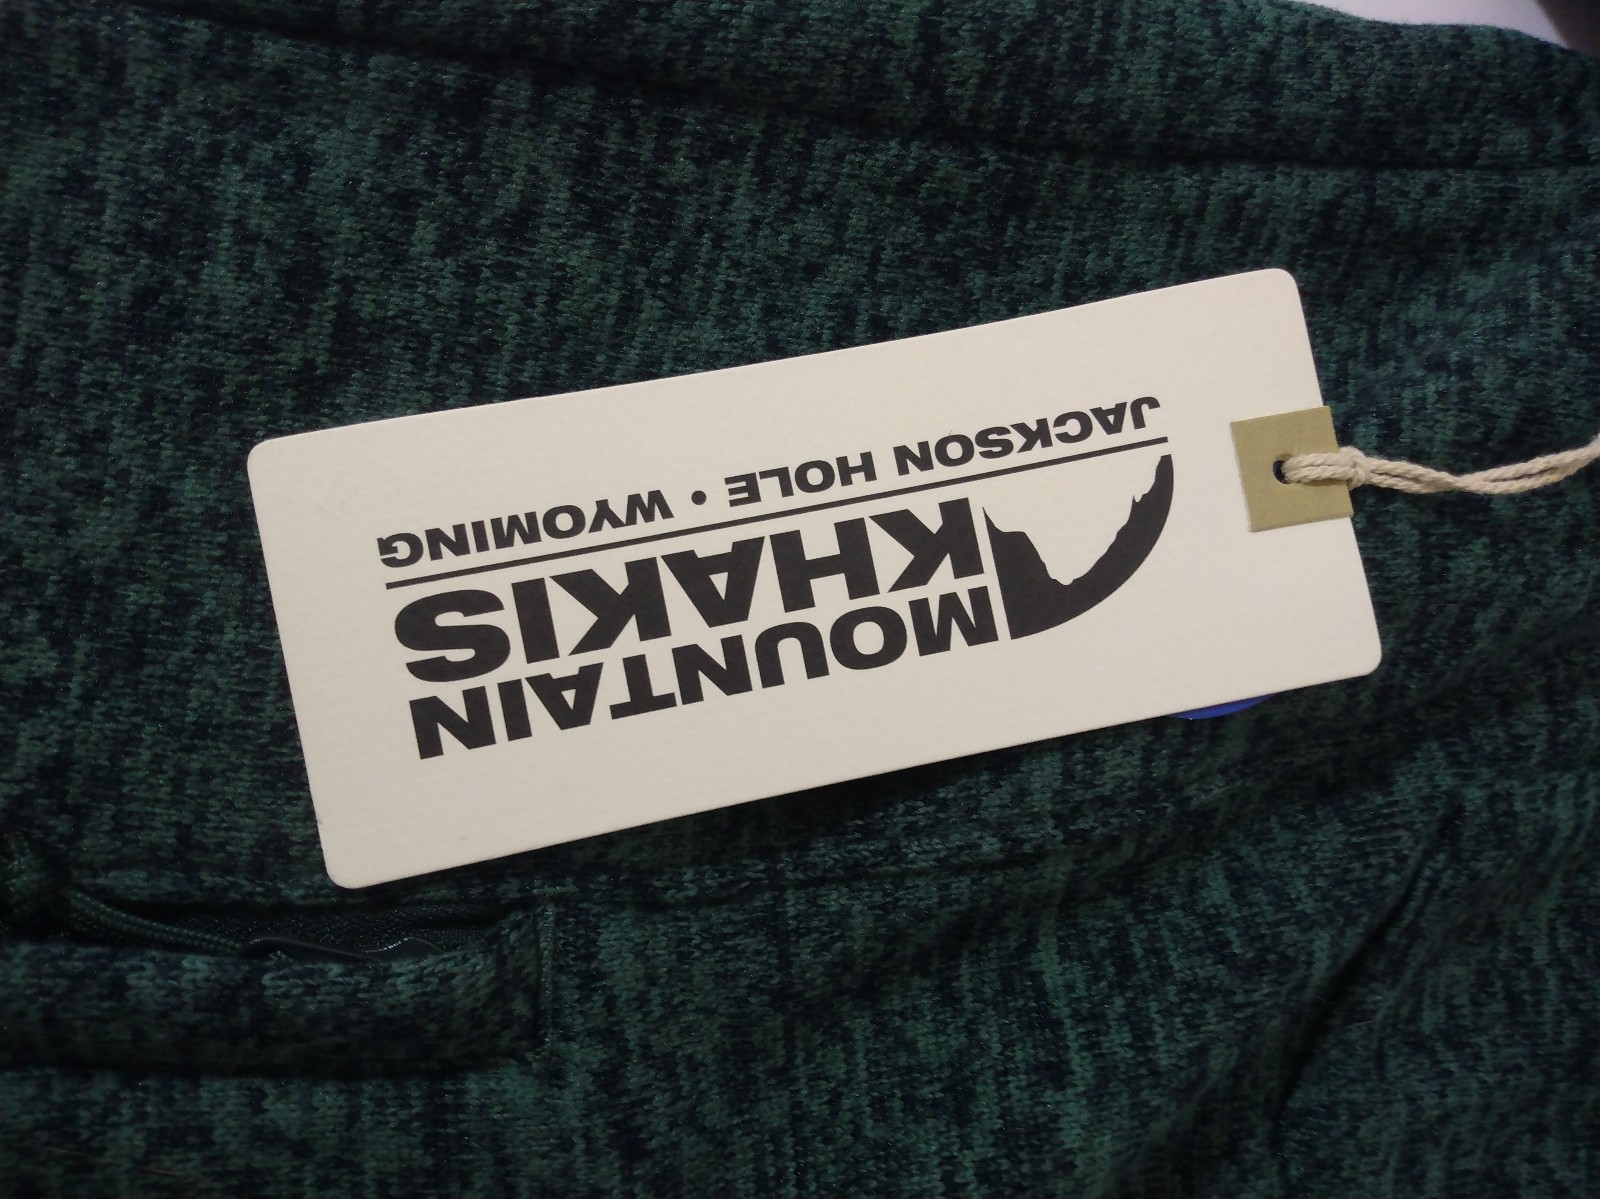 MOUNTAIN
KHAKIS
JACKSON HOLE • WYOMING